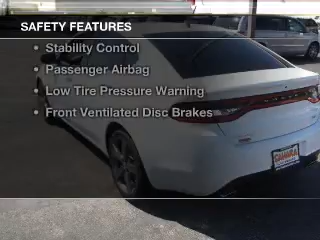 SAFETY FEATURES
• Stability Control
• Passenger Airbag
• Low Tire Pressure Warning
• Front Ventilated Disc Brakes